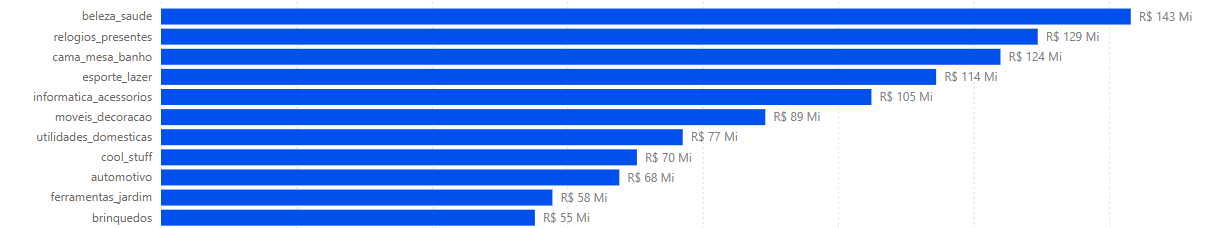 beleza_saude R$ 143 Mi
relogios_presentes R$ 129 Mi
cama_mesa_banho R$ 124 Mi
esporte_lazer R$ 114 Mi
informatica_acessorios R$ 105 Mi
moveis_decoracao R$ 89 Mi
utilidades_domesticas R$ 77 Mi
cool_stuff R$ 70 Mi
automotivo R$ 68 Mi
ferramentas_jardim R$ 58 Mi
brinquedos R$ 55 Mi